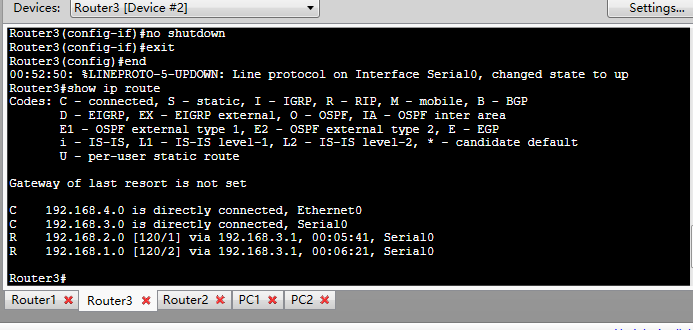 Devices: Router3 [Device #2] Settings...
Router3(config-if)#no shutdown
Router3(config-if)#exit
Router3(config)#end
00:52:50: %LINEPROTO-5-UPDOWN: Line protocol on Interface Serial0, changed state to up
Router3#show ip route
Codes: C - connected, S - static, I - IGRP, R - RIP, M - mobile, B - BGP
D - EIGRP, EX - EIGRP external, O - OSPF, IA - OSPF inter area
E1 - OSPF external type 1, E2 - OSPF external type 2, E - EGP
i - IS-IS, L1 - IS-IS level-1, L2 - IS-IS level-2, * - candidate default
U - per-user static route
Gateway of last resort is not set
C 192.168.4.0 is directly connected, Ethernet0
C 192.168.3.0 is directly connected, Serial0
R 192.168.2.0 [120/1] via 192.168.3.1, 00:05:41, Serial0
R 192.168.1.0 [120/2] via 192.168.3.1, 00:06:21, Serial0
Router3#
Router1 Router3 Router2 PC1 PC2